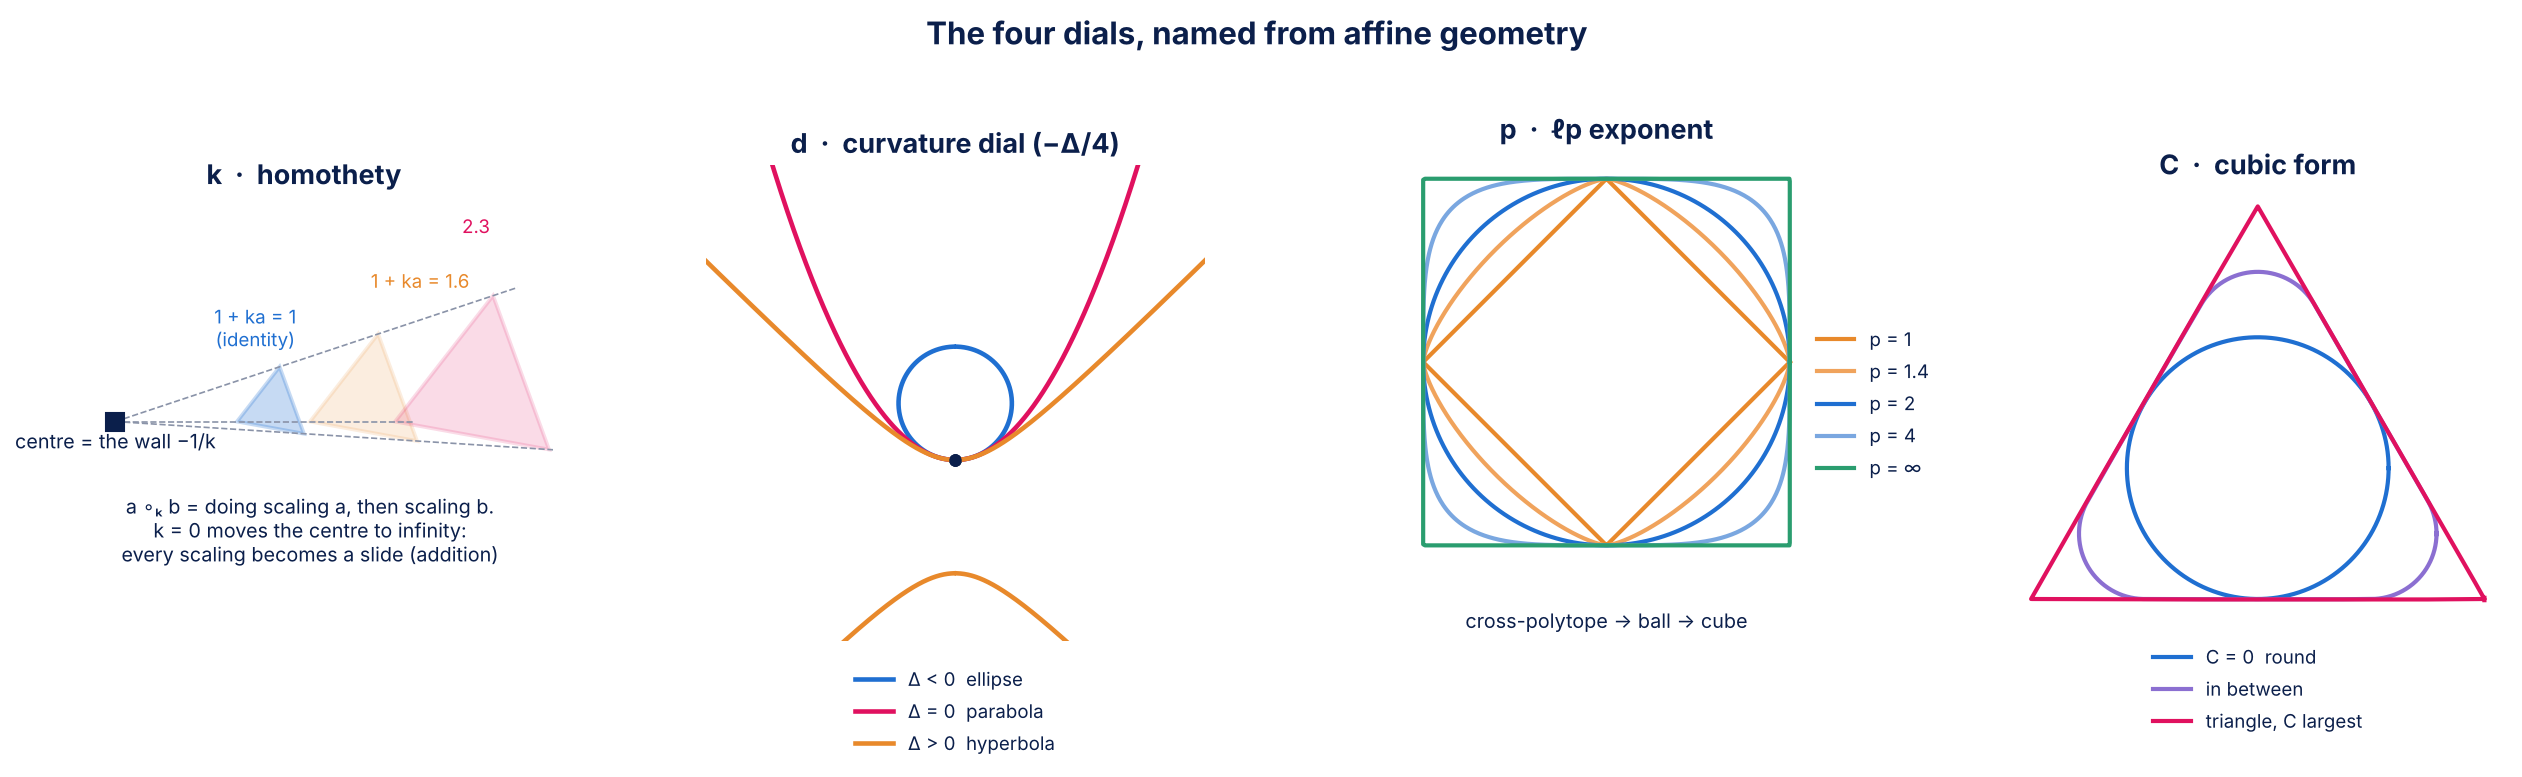 The four dials, named from affine geometry
k · homothety
2.3
1 + ka = 1.6
1 + ka = 1
(identity)
centre = the wall −1/k
a ∘ₖ b = doing scaling a, then scaling b.
k = 0 moves the centre to infinity:
every scaling becomes a slide (addition)
d · curvature dial (−Δ/4)
Δ < 0 ellipse
Δ = 0 parabola
Δ > 0 hyperbola
p · ℓp exponent
p = 1
p = 1.4
p = 2
p = 4
p = ∞
cross-polytope → ball → cube
C · cubic form
C = 0 round
in between
triangle, C largest